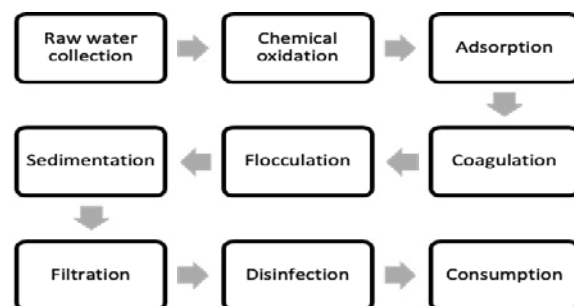 Raw water
collection
Chemical
oxidation
Adsorption
Coagulation
Flocculation
Sedimentation
Filtration
Disinfection
Consumption